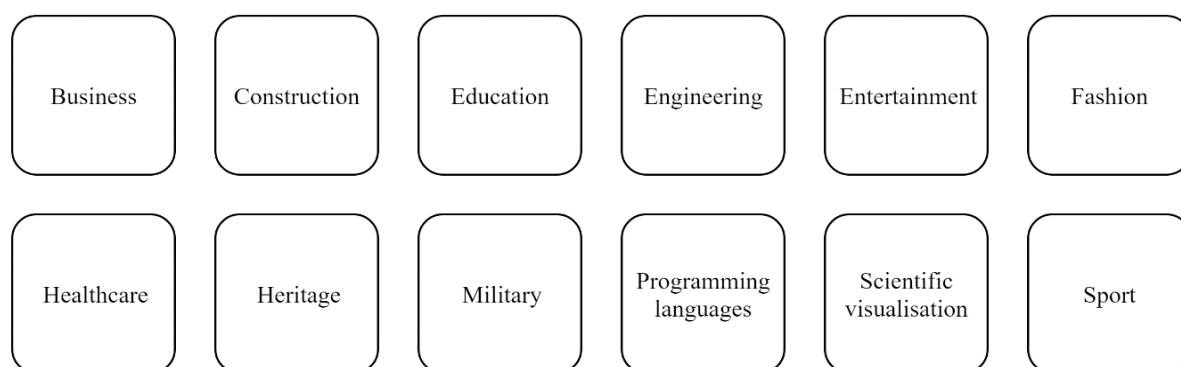 Business
Construction
Education
Engineering
Entertainment
Fashion
Healthcare
Heritage
Military
Programming
languages
Scientific
visualisation
Sport